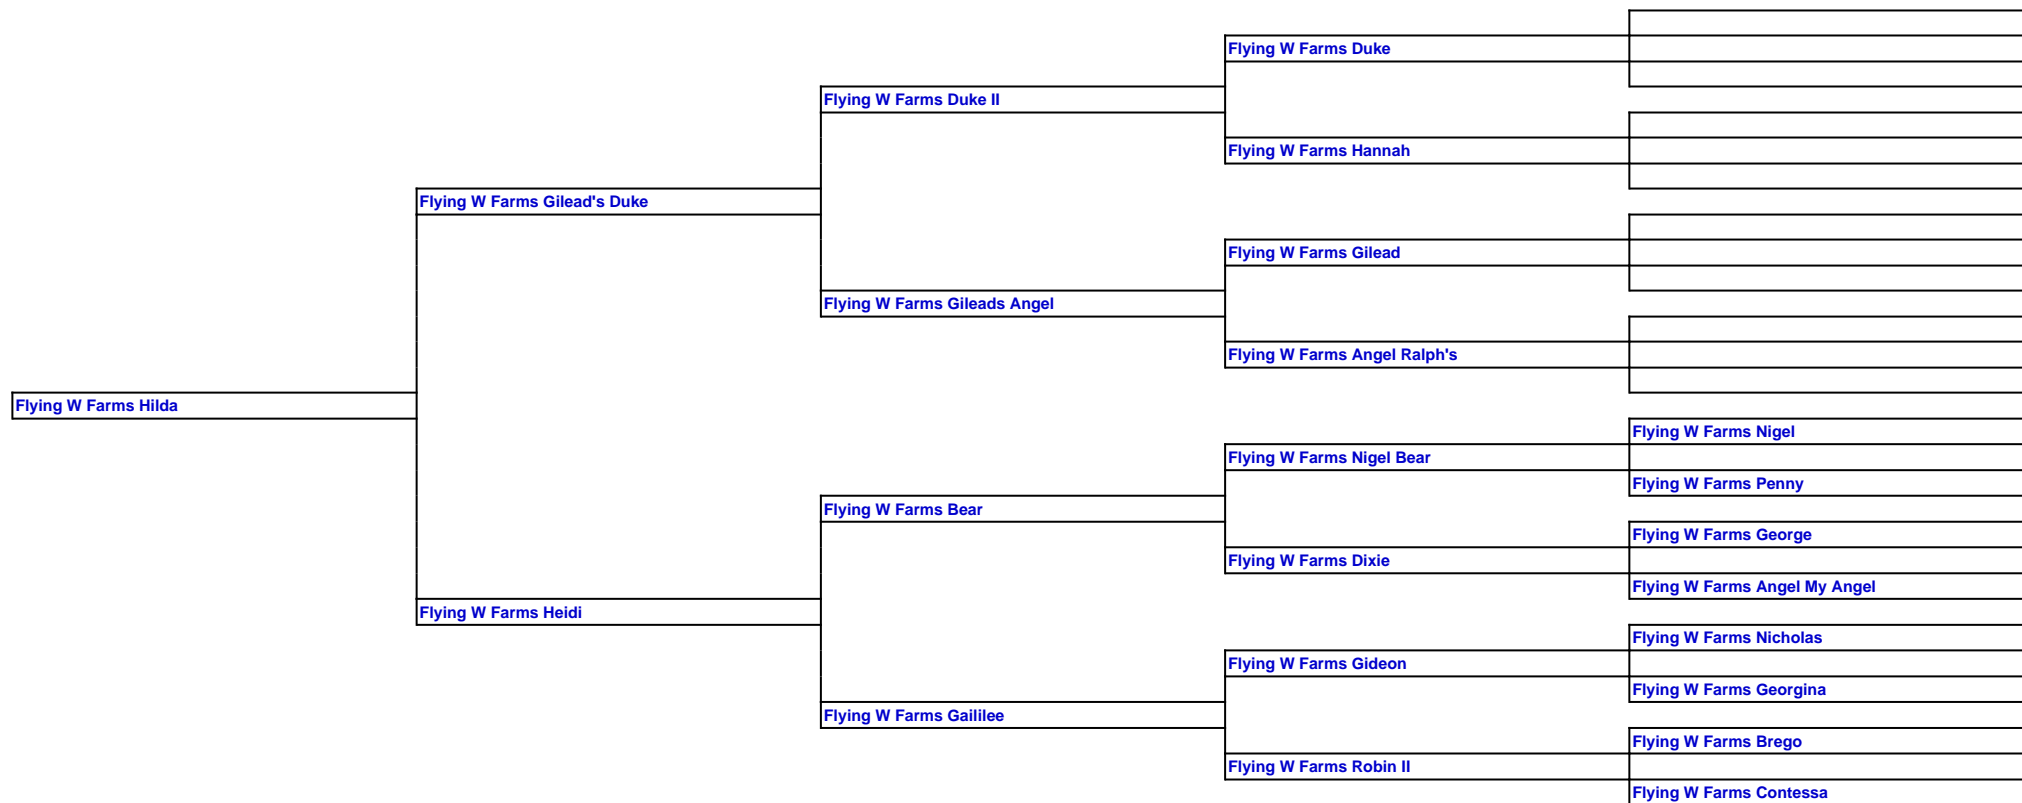 Flying W Farms Duke
Flying W Farms Duke II
Flying W Farms Hannah
Flying W Farms Gilead's Duke
Flying W Farms Gilead
Flying W Farms Gileads Angel
Flying W Farms Angel Ralph's
Flying W Farms Hilda
Flying W Farms Nigel
Flying W Farms Nigel Bear
Flying W Farms Penny
Flying W Farms Bear
Flying W Farms George
Flying W Farms Dixie
Flying W Farms Angel My Angel
Flying W Farms Heidi
Flying W Farms Nicholas
Flying W Farms Gideon
Flying W Farms Georgina
Flying W Farms Gaililee
Flying W Farms Brego
Flying W Farms Robin II
Flying W Farms Contessa